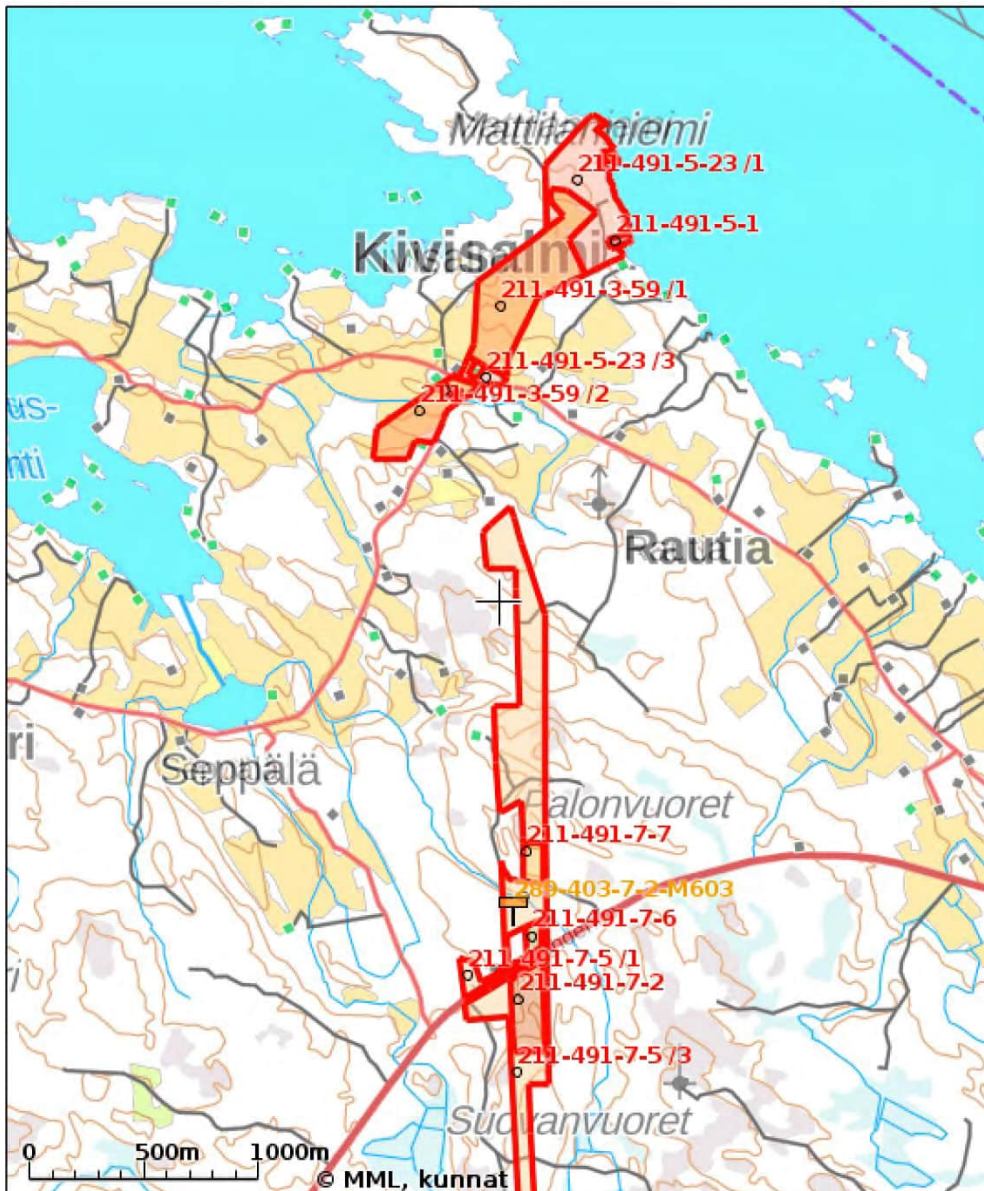 Mattilanniemi
211-491-5-23 /1
211-491-5-1
Kivisalmi
211-491-3-59 /1
211-491-5-23 /3
211-491-3-59 /2
Rautia
Seppälä
Palonvuoret
211-491-7-7
289-403-7-2-M603
211-491-7-6
211-491-7-5 /1
211-491-7-2
211-491-7-5 /3
Suovanvuoret
0 500m 1000m
© MML, kunnat